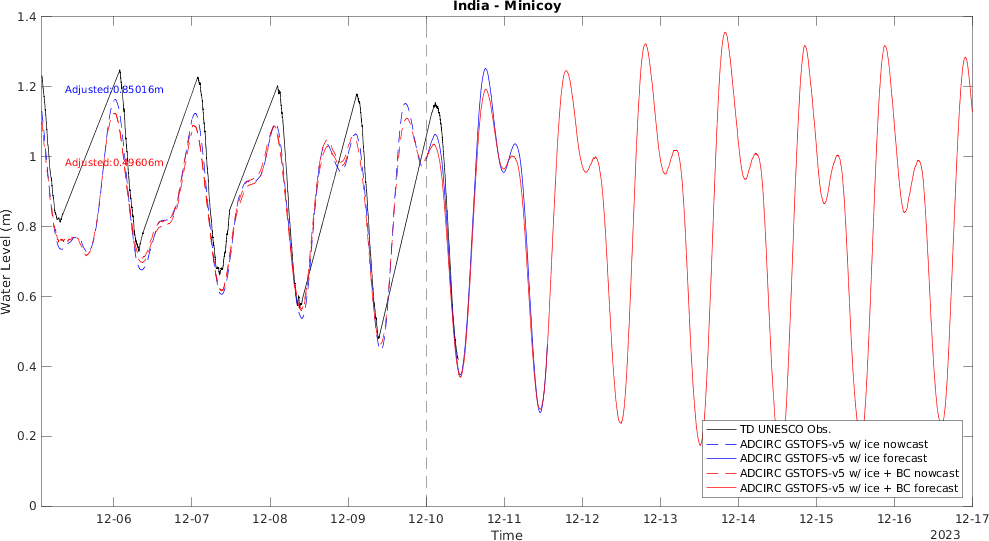 India - Minicoy
Water Level (m)
1.4
1.2
1
0.8
0.6
0.4
0.2
0
Adjusted:0.85016m
Adjusted:0.49606m
TD UNESCO Obs.
ADCIRC GSTOFS-v5 w/ ice nowcast
ADCIRC GSTOFS-v5 w/ ice forecast
ADCIRC GSTOFS-v5 w/ ice + BC nowcast
ADCIRC GSTOFS-v5 w/ ice + BC forecast
12-06 12-07 12-08 12-09 12-10 12-11 12-12 12-13 12-14 12-15 12-16 12-17
Time
2023